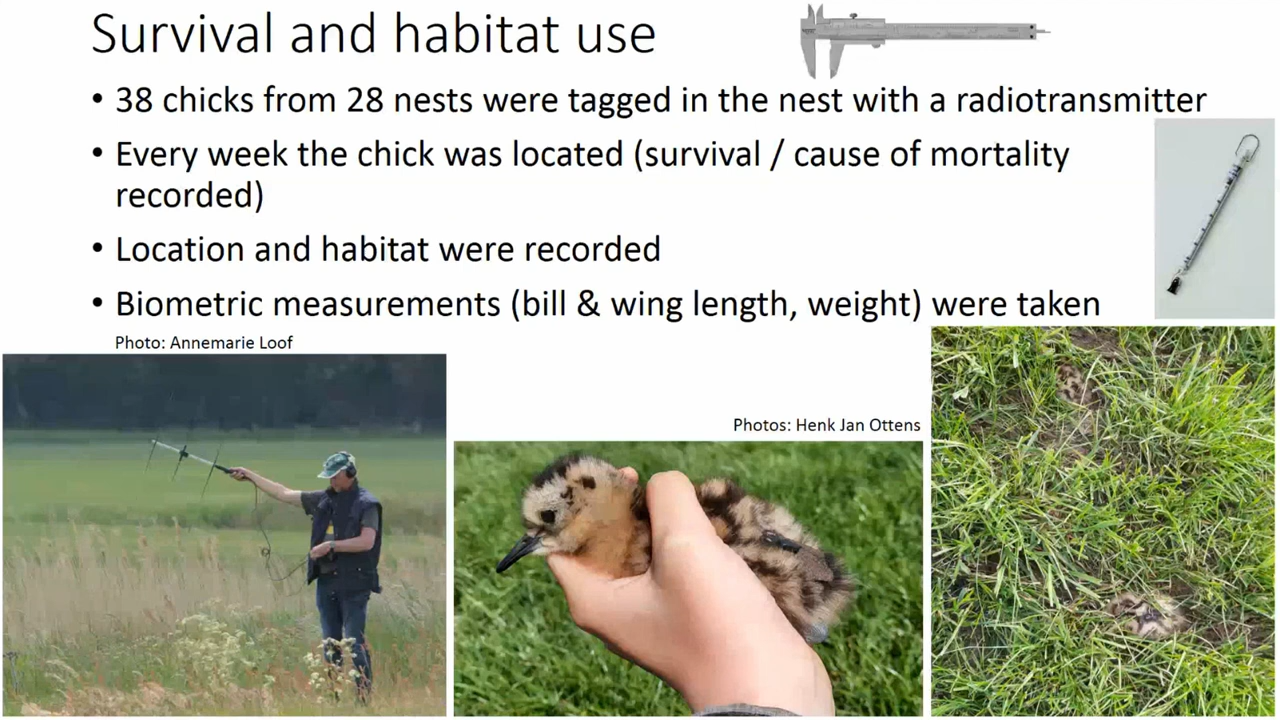 Survival and habitat use
• 38 chicks from 28 nests were tagged in the nest with a radiotransmitter
• Every week the chick was located (survival / cause of mortality
recorded)
• Location and habitat were recorded
• Biometric measurements (bill & wing length, weight) were taken
Photo: Annemarie Loof
Photos: Henk Jan Ottens